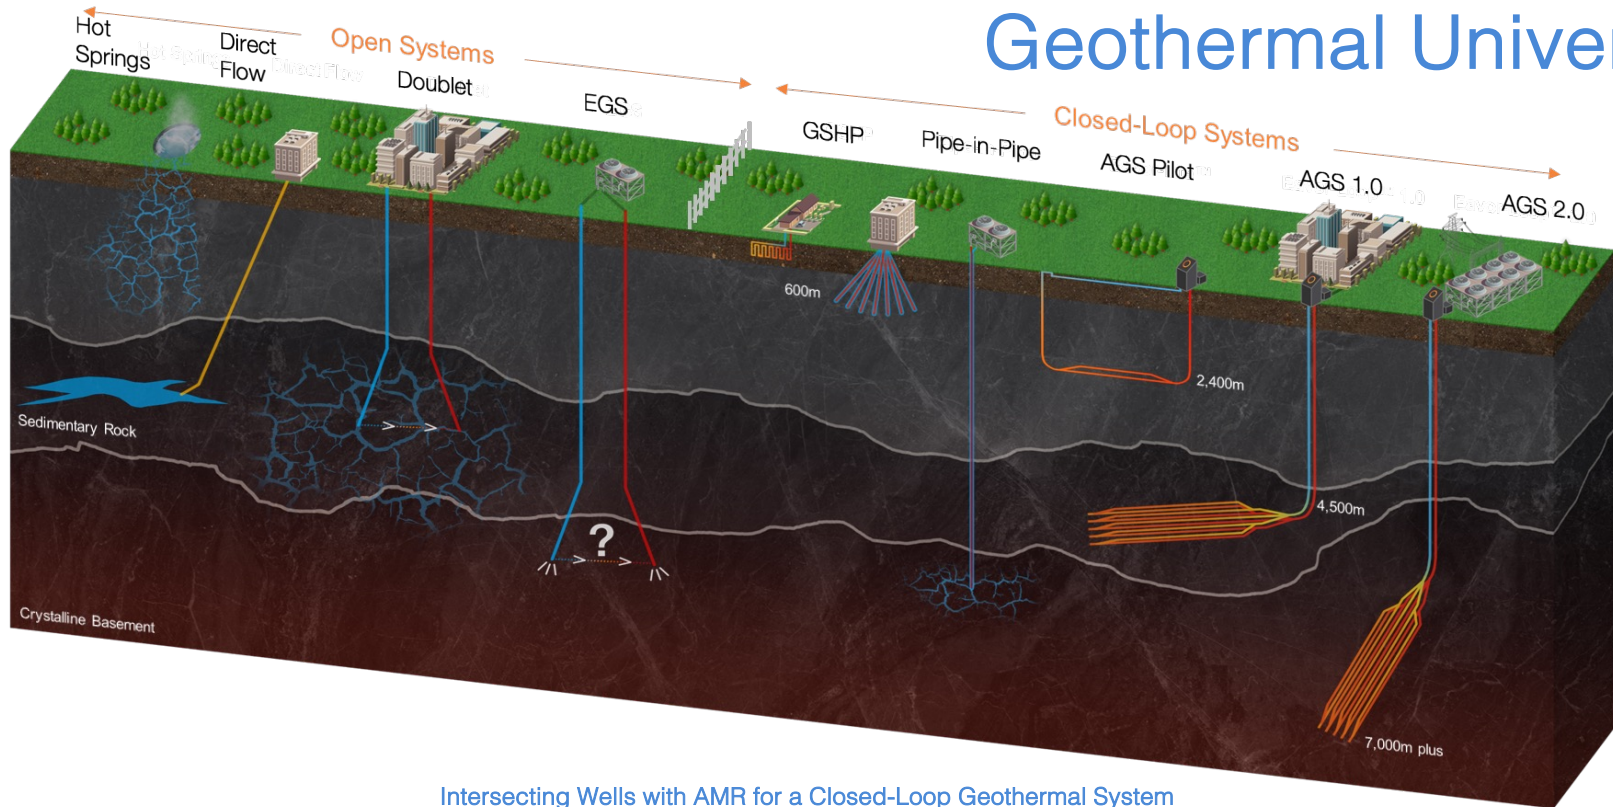 Geothermal Univer
Hot
Springs
Direct
Flow
Open Systems
Doublet
EGS
Closed-Loop Systems
GSHP
Pipe-in-Pipe
AGS Pilot
AGS 1.0
AGS 2.0
600m
2,400m
Sedimentary Rock
4,500m
?
Crystalline Basement
7,000m plus
Intersecting Wells with AMR for a Closed-Loop Geothermal System